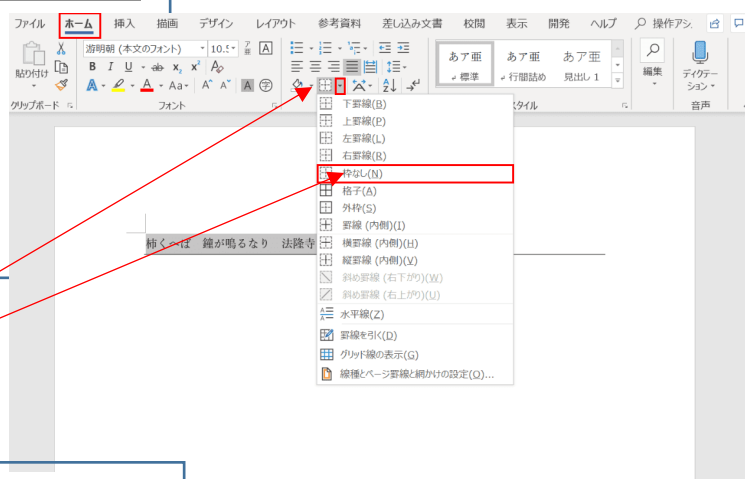 ファイル ホーム 挿入 描画 デザイン レイアウト 参考資料 差し込み文書 校閲 表示 開発 ヘルプ 操作アシ
游明朝 (本文のフォント) 10.5
B I U ab x₂ x² A
A A Aa A A A 字
貼り付け
あア亜 あア亜 あア亜
標準 行間詰め 見出し 1
編集 ディクテー
ション
クリップボード フォント スタイル 音声
下罫線(B)
上罫線(P)
左罫線(L)
右罫線(R)
枠なし(N)
格子(A)
外枠(S)
罫線 (内側)(I)
横罫線 (内側)(H)
縦罫線 (内側)(V)
斜め罫線 (右下がり)(W)
斜め罫線 (右上がり)(U)
水平線(Z)
罫線を引く(D)
グリッド線の表示(G)
線種とページ罫線と網かけの設定(O)...
柿くへば 鐘が鳴るなり 法隆寺